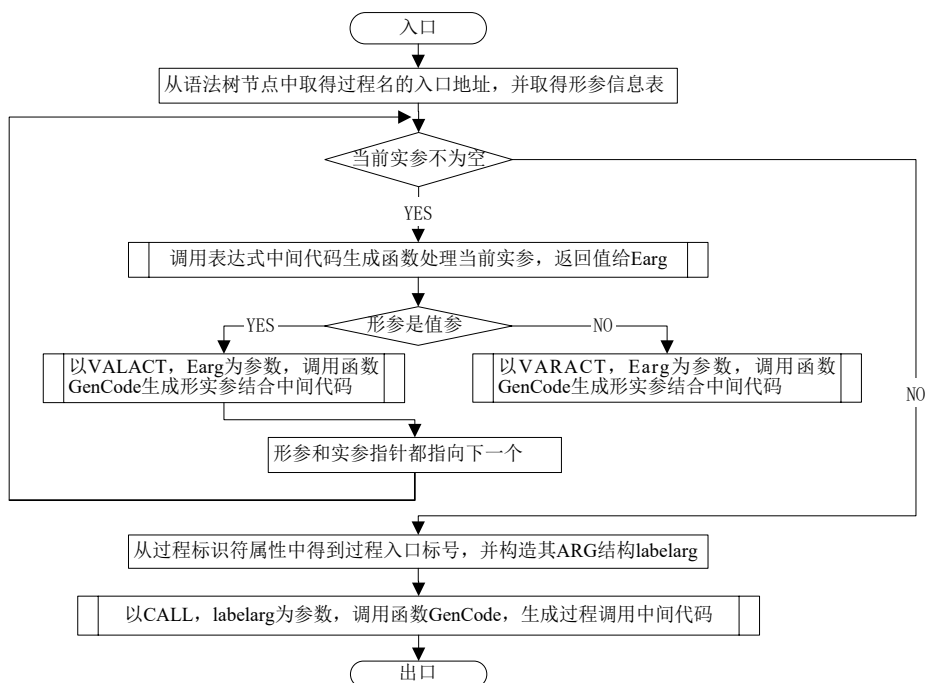 入口
从语法树节点中取得过程名的入口地址，并取得形参信息表
当前实参不为空
YES
调用表达式中间代码生成函数处理当前实参，返回值给Earg
形参是值参
YES
NO
以VALACT，Earg为参数，调用函数
GenCode生成形实参结合中间代码
以VARACT，Earg为参数，调用函数
GenCode生成形实参结合中间代码
NO
形参和实参指针都指向下一个
从过程标识符属性中得到过程入口标号，并构造其ARG结构labelarg
以CALL，labelarg为参数，调用函数GenCode，生成过程调用中间代码
出口